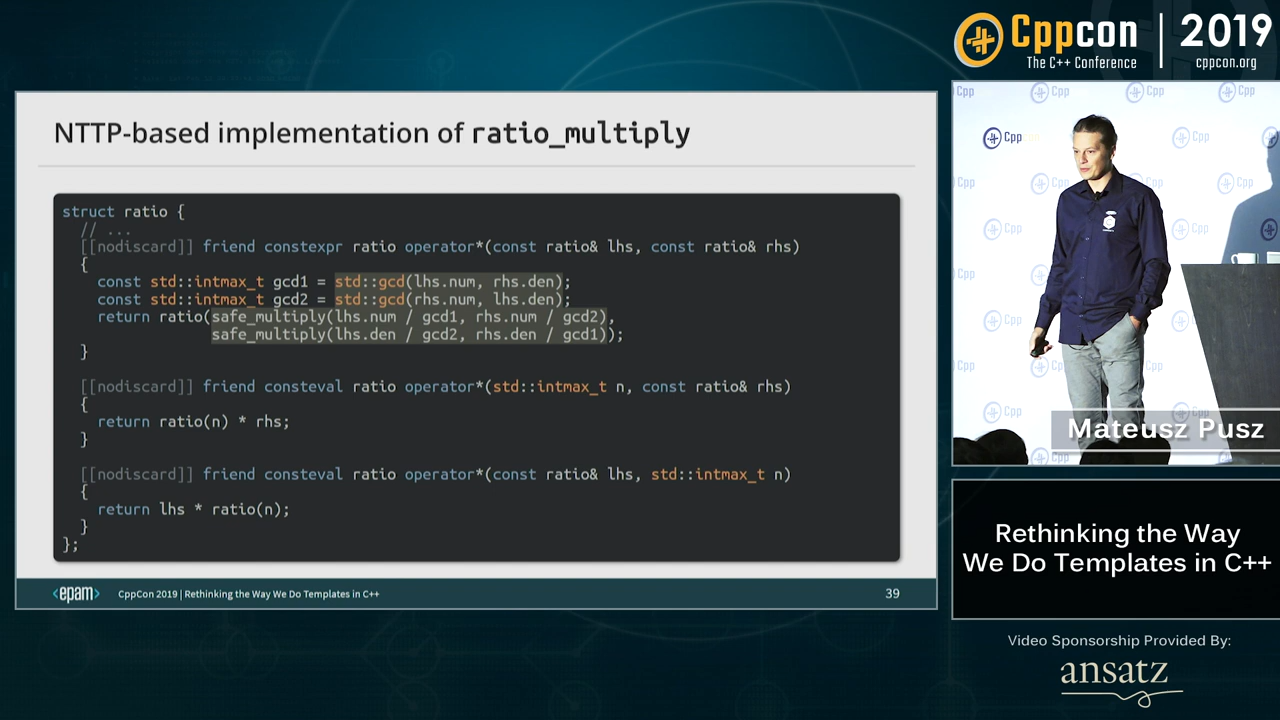 Cppcon
The C++ Conference
2019
cppcon.org
NTTP-based implementation of ratio_multiply
struct ratio {
// ...
[[nodiscard]] friend constexpr ratio operator*(const ratio& lhs, const ratio& rhs)
{
const std::intmax_t gcd1 = std::gcd(lhs.num, rhs.den);
const std::intmax_t gcd2 = std::gcd(rhs.num, lhs.den);
return ratio(safe_multiply(lhs.num / gcd1, rhs.num / gcd2),
safe_multiply(lhs.den / gcd2, rhs.den / gcd1));
}
[[nodiscard]] friend consteval ratio operator*(std::intmax_t n, const ratio& rhs)
{
return ratio(n) * rhs;
}
[[nodiscard]] friend consteval ratio operator*(const ratio& lhs, std::intmax_t n)
{
return lhs * ratio(n);
}
};
<epam>
CppCon 2019 | Rethinking the Way We Do Templates in C++
39
Mateusz Pusz
Rethinking the Way
We Do Templates in C++
Video Sponsorship Provided By:
ansatz